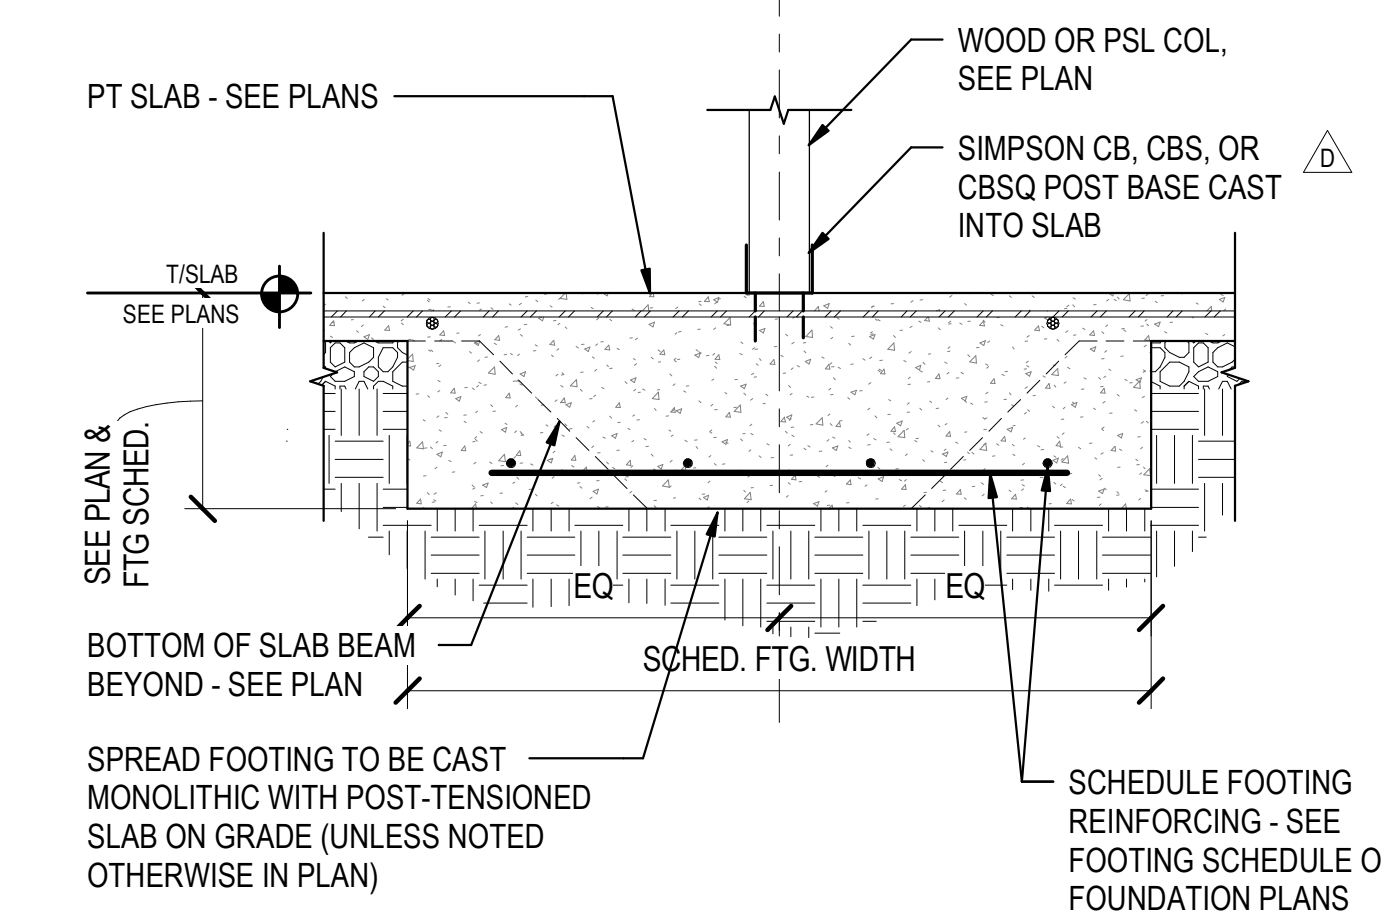 WOOD OR PSL COL,
SEE PLAN
PT SLAB - SEE PLANS
SIMPSON CB, CBS, OR
CBSQ POST BASE CAST
INTO SLAB
D
T/SLAB
SEE PLANS
SEE PLAN &
FTG SCHED.
EQ
EQ
BOTTOM OF SLAB BEAM
BEYOND - SEE PLAN
SCHED. FTG. WIDTH
SPREAD FOOTING TO BE CAST
MONOLITHIC WITH POST-TENSIONED
SLAB ON GRADE (UNLESS NOTED
OTHERWISE IN PLAN)
SCHEDULE FOOTING
REINFORCING - SEE
FOOTING SCHEDULE O
FOUNDATION PLANS